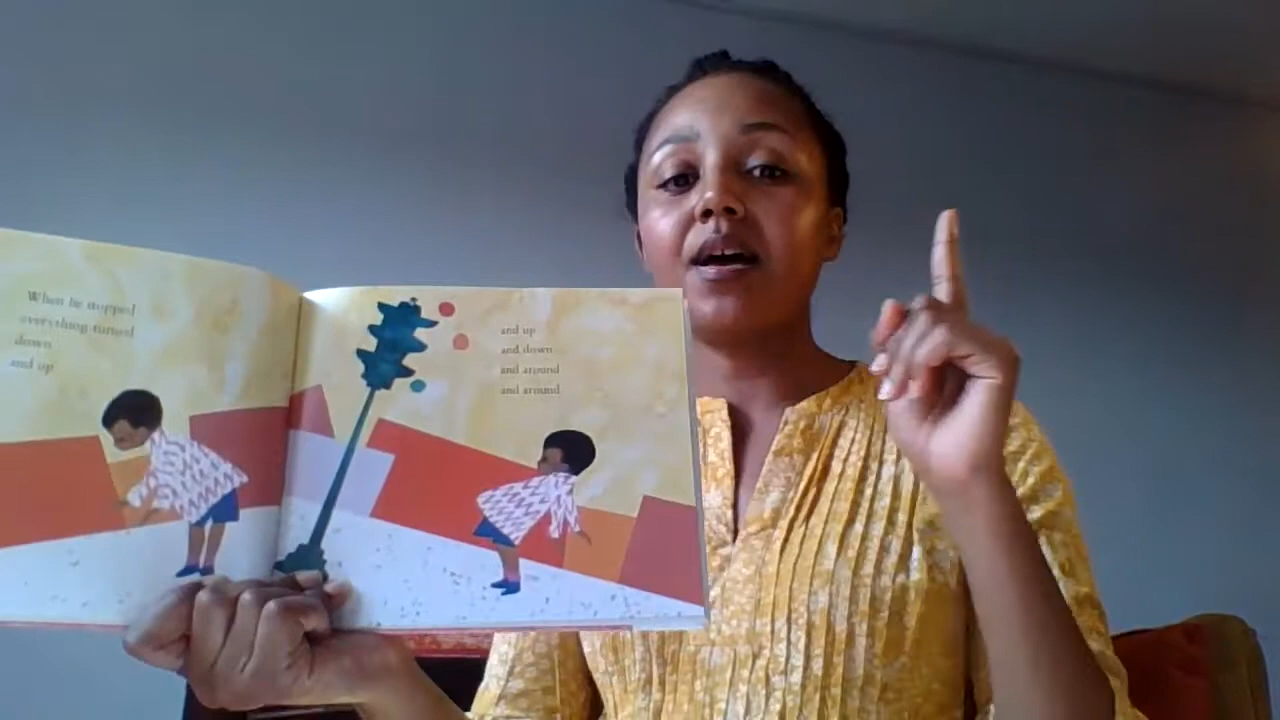 When he stopped
everything turned
down
and up
and up
and down
and around
and around